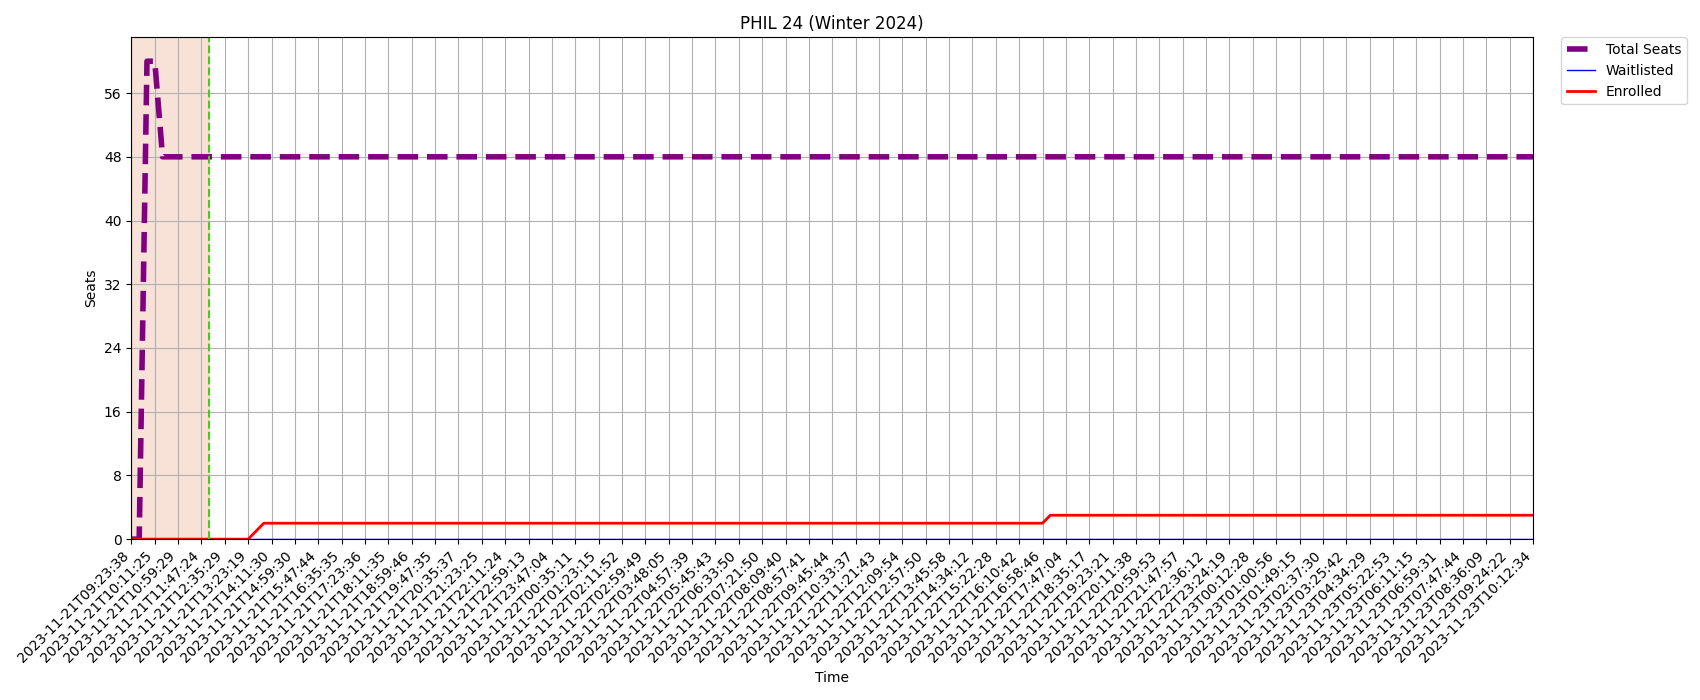 PHIL 24 (Winter 2024)
Total Seats
Waitlisted
Enrolled
Seats
56
48
40
32
24
16
8
0
2023-11-21T09:23:38
2023-11-21T10:11:25
2023-11-21T10:59:29
2023-11-21T11:47:24
2023-11-21T12:35:29
2023-11-21T13:23:19
2023-11-21T14:11:30
2023-11-21T14:59:30
2023-11-21T15:47:44
2023-11-21T16:35:35
2023-11-21T17:23:36
2023-11-21T18:11:35
2023-11-21T18:59:46
2023-11-21T19:47:35
2023-11-21T20:35:37
2023-11-21T21:23:25
2023-11-21T22:11:24
2023-11-21T22:59:13
2023-11-21T23:47:04
2023-11-22T00:35:11
2023-11-22T01:23:15
2023-11-22T02:11:52
2023-11-22T02:59:49
2023-11-22T03:48:05
2023-11-22T04:57:39
2023-11-22T05:45:43
2023-11-22T06:33:50
2023-11-22T07:21:50
2023-11-22T08:09:40
2023-11-22T08:57:41
2023-11-22T09:45:44
2023-11-22T10:33:37
2023-11-22T11:21:43
2023-11-22T12:09:54
2023-11-22T12:57:50
2023-11-22T13:45:58
2023-11-22T14:34:12
2023-11-22T15:22:28
2023-11-22T16:10:42
2023-11-22T16:58:46
2023-11-22T17:47:04
2023-11-22T18:35:17
2023-11-22T19:23:21
2023-11-22T20:11:38
2023-11-22T20:59:53
2023-11-22T21:47:57
2023-11-22T22:36:12
2023-11-22T23:24:19
2023-11-23T00:12:28
2023-11-23T01:00:56
2023-11-23T01:49:15
2023-11-23T02:37:30
2023-11-23T03:25:42
2023-11-23T04:34:29
2023-11-23T05:22:53
2023-11-23T06:11:15
2023-11-23T06:59:31
2023-11-23T07:47:44
2023-11-23T08:36:09
2023-11-23T09:24:22
2023-11-23T10:12:34
Time